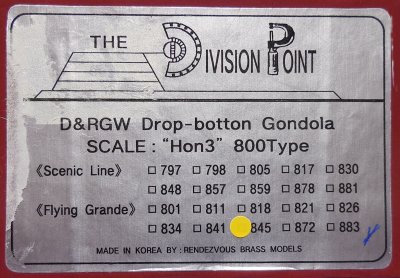 THE DIVISION POINT
D&RGW Drop-botton Gondola
SCALE : "Hon3" 800Type
《Scenic Line》 □ 797 □ 798 □ 805 □ 817 □ 830
□ 848 □ 857 □ 859 □ 878 □ 881
《Flying Grande》 □ 801 □ 811 □ 818 □ 821 □ 826
□ 834 □ 841 845 □ 872 □ 883
MADE IN KOREA BY : RENDEZVOUS BRASS MODELS